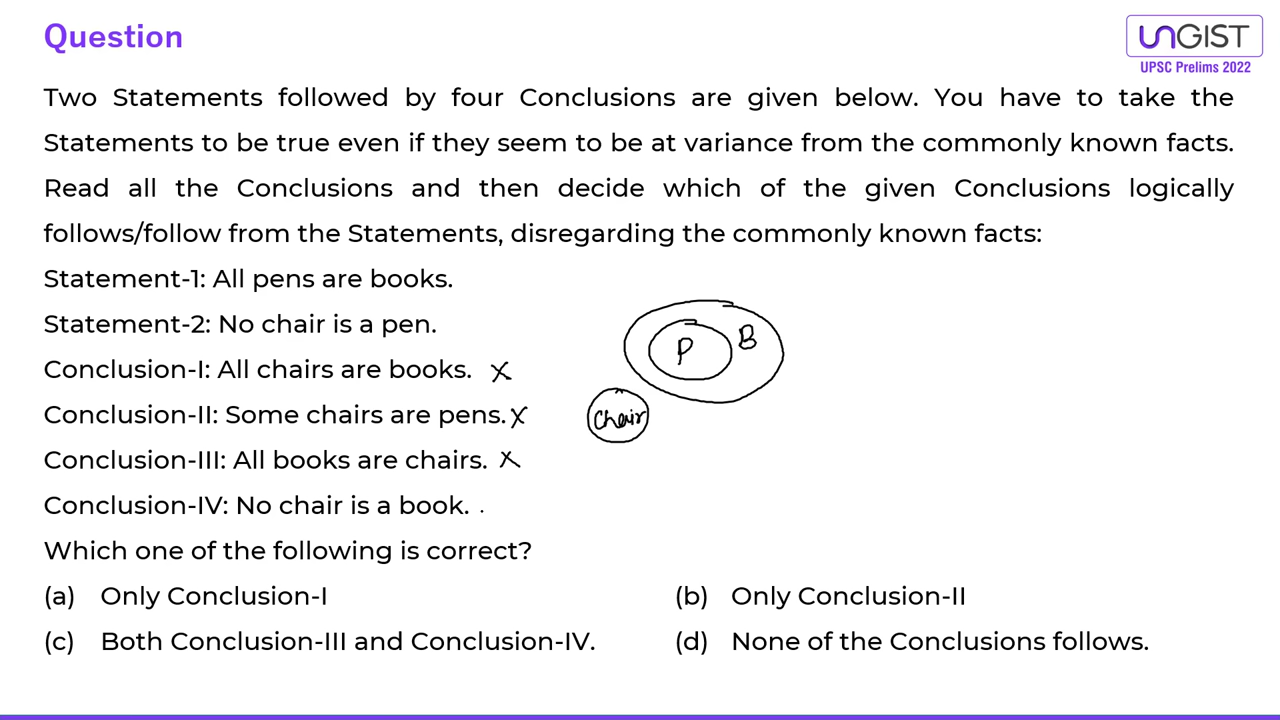 Question
UNGIST
UPSC Prelims 2022
Two Statements followed by four Conclusions are given below. You have to take the
Statements to be true even if they seem to be at variance from the commonly known facts.
Read all the Conclusions and then decide which of the given Conclusions logically
follows/follow from the Statements, disregarding the commonly known facts:
Statement-1: All pens are books.
Statement-2: No chair is a pen.
P B
Conclusion-I: All chairs are books. X
Conclusion-II: Some chairs are pens. X
Chair
Conclusion-III: All books are chairs. X
Conclusion-IV: No chair is a book.
Which one of the following is correct?
(a) Only Conclusion-I
(b) Only Conclusion-II
(c) Both Conclusion-III and Conclusion-IV.
(d) None of the Conclusions follows.